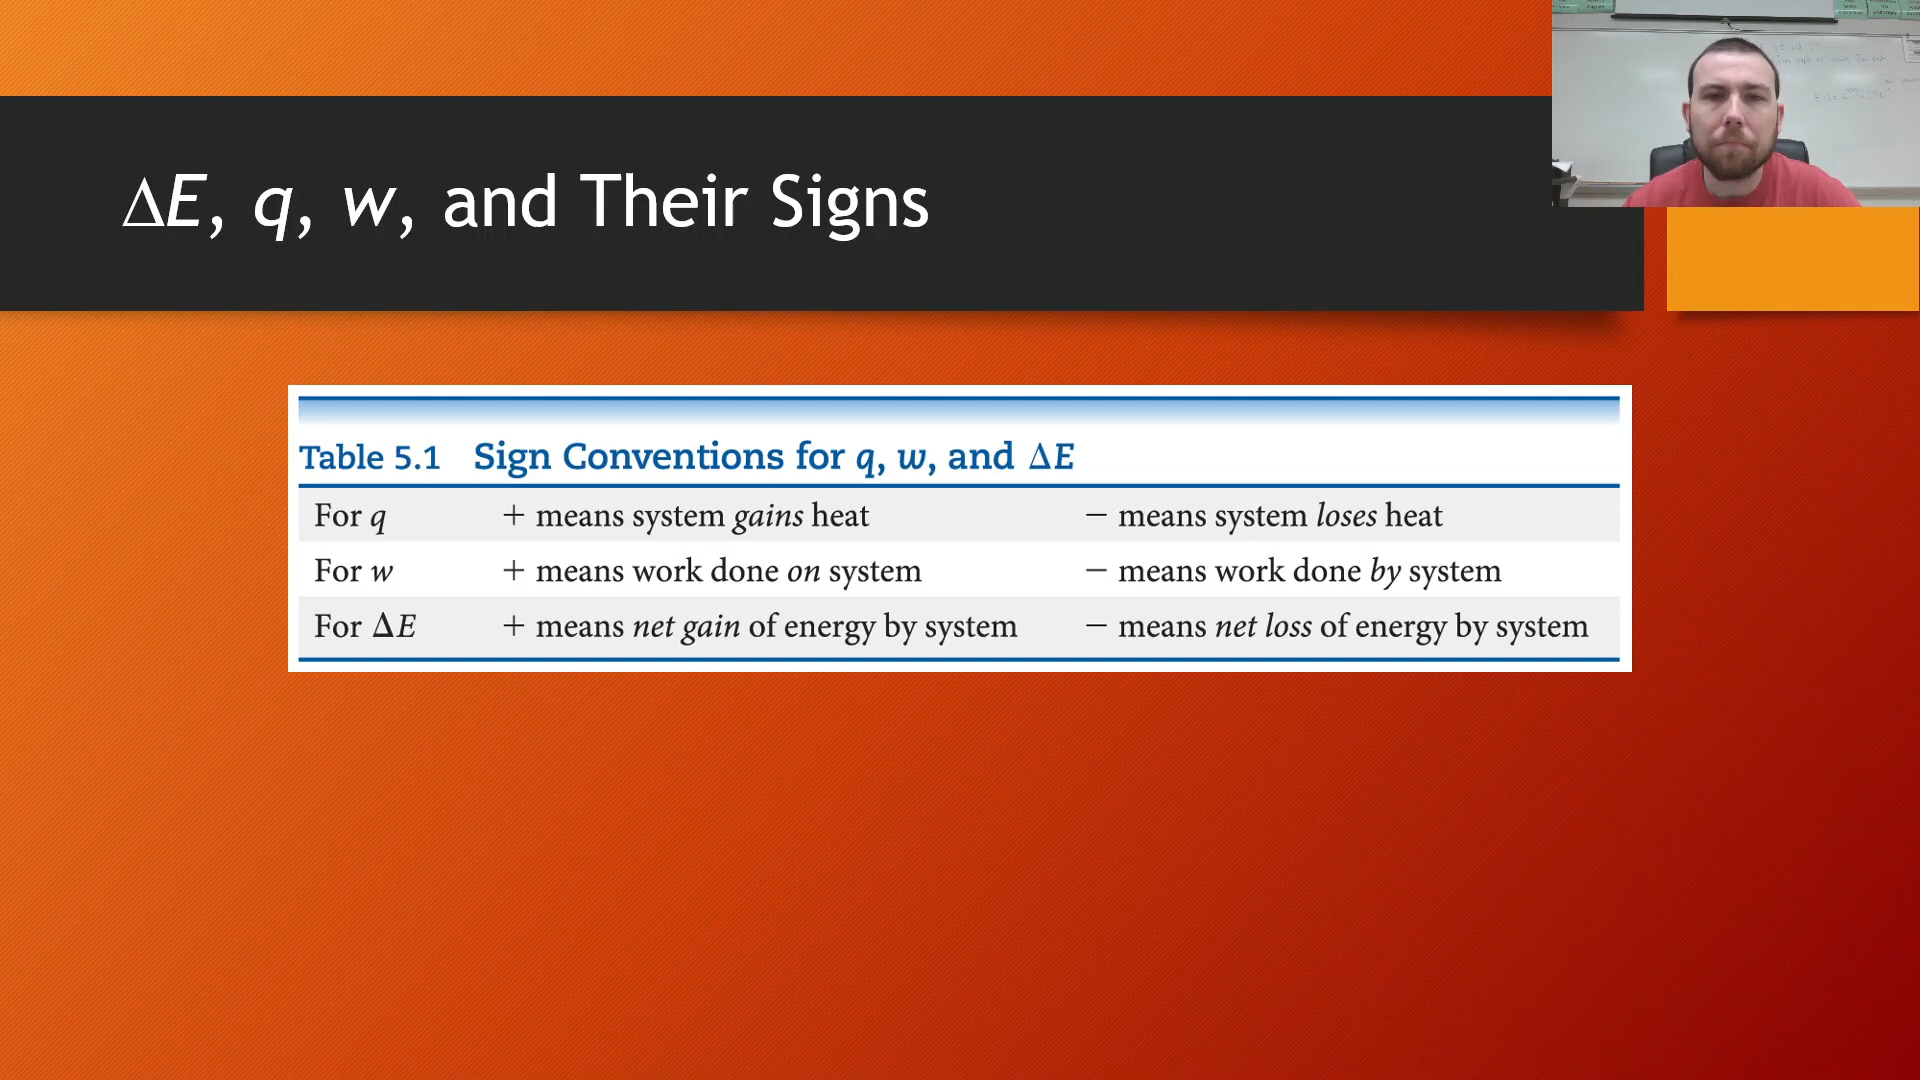 ΔE, q, w, and Their Signs
Table 5.1 Sign Conventions for q, w, and ΔE
For q + means system gains heat − means system loses heat
For w + means work done on system − means work done by system
For ΔE + means net gain of energy by system − means net loss of energy by system